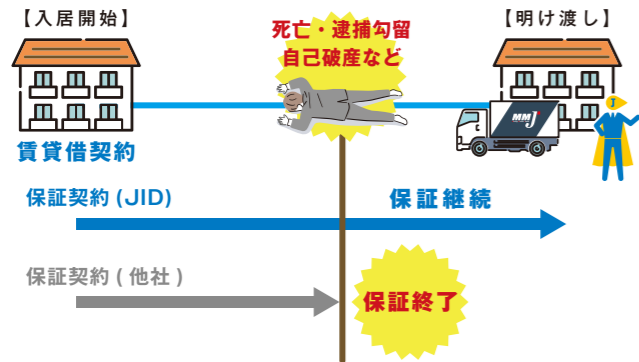 【入居開始】
死亡・逮捕勾留
自己破産など
【明け渡し】
MMJ
J
賃貸借契約
保証契約(JID)
保証継続
保証契約(他社)
保証終了